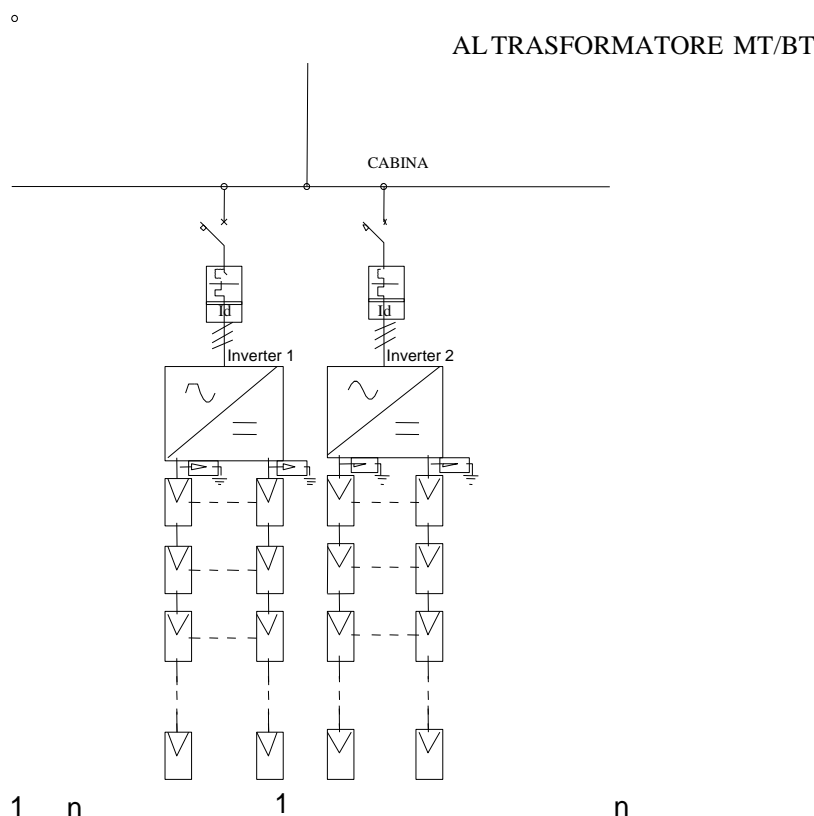 AL TRASFORMATORE MT/BT
CABINA
Id Id
Inverter 1 Inverter 2
1 n 1 n